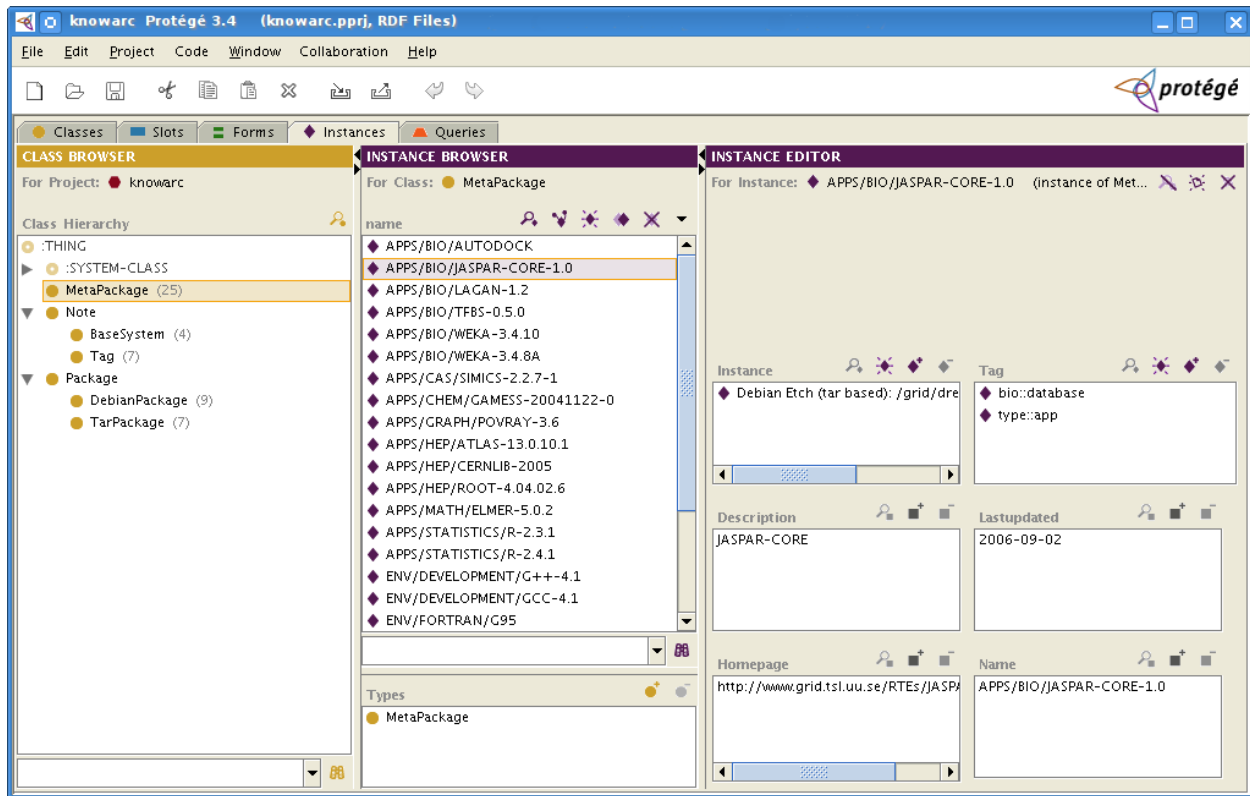 knowarc Protégé 3.4 (knowarc.pprj, RDF Files)
File Edit Project Code Window Collaboration Help
protégé
Classes Slots Forms Instances Queries
CLASS BROWSER
For Project: knowarc
Class Hierarchy
:THING
:SYSTEM-CLASS
MetaPackage (25)
Note
BaseSystem (4)
Tag (7)
Package
DebianPackage (9)
TarPackage (7)
INSTANCE BROWSER
For Class: MetaPackage
name
APPS/BIO/AUTODOCK
APPS/BIO/JASPAR-CORE-1.0
APPS/BIO/LAGAN-1.2
APPS/BIO/TFBS-0.5.0
APPS/BIO/WEKA-3.4.10
APPS/BIO/WEKA-3.4.8A
APPS/CAS/SIMICS-2.2.7-1
APPS/CHEM/GAMESS-20041122-0
APPS/GRAPH/POVRAY-3.6
APPS/HEP/ATLAS-13.0.10.1
APPS/HEP/CERNLIB-2005
APPS/HEP/ROOT-4.04.02.6
APPS/MATH/ELMER-5.0.2
APPS/STATISTICS/R-2.3.1
APPS/STATISTICS/R-2.4.1
ENV/DEVELOPMENT/G++-4.1
ENV/DEVELOPMENT/GCC-4.1
ENV/FORTRAN/G95
Types
MetaPackage
INSTANCE EDITOR
For Instance: APPS/BIO/JASPAR-CORE-1.0 (instance of Met...
Instance
Debian Etch (tar based): /grid/dre
Tag
bio::database
type::app
Description
JASPAR-CORE
Lastupdated
2006-09-02
Homepage
http://www.grid.tsl.uu.se/RTEs/JASPA
Name
APPS/BIO/JASPAR-CORE-1.0